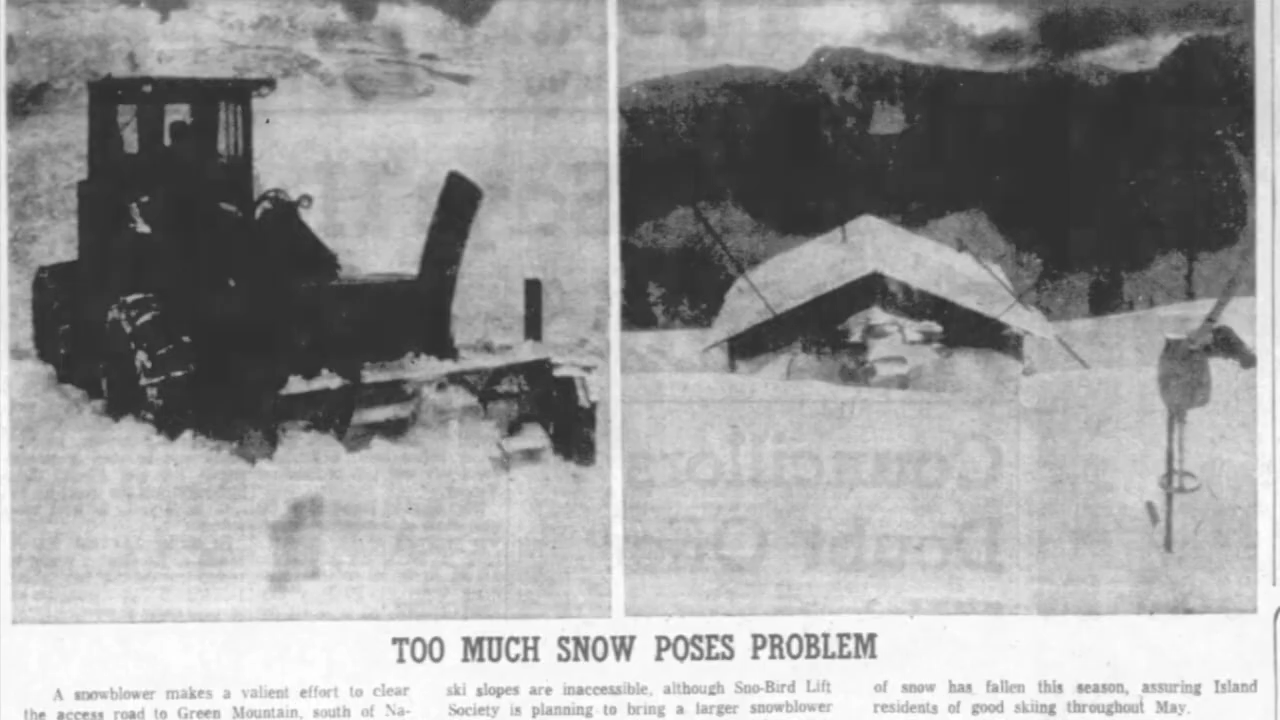 TOO MUCH SNOW POSES PROBLEM
A snowblower makes a valient effort to clear
the access road to Green Mountain, south of Na-
ski slopes are inaccessible, although Sno-Bird Lift
Society is planning to bring a larger snowblower
of snow has fallen this season, assuring Island
residents of good skiing throughout May.